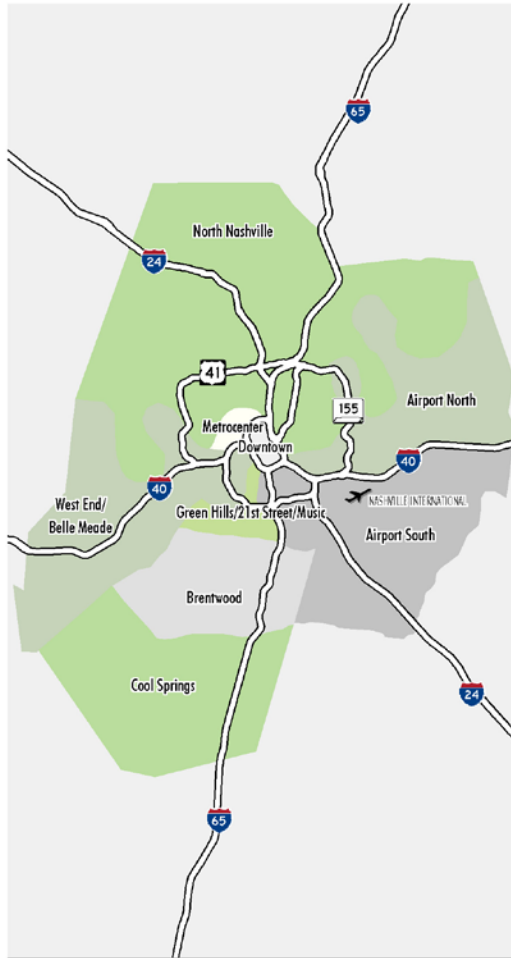 65
North Nashville
24
41
155
Airport North
Metrocenter
Downtown
40
40
NASHVILLE INTERNATIONAL
West End/
Belle Meade
Green Hills/21st Street/Music
Airport South
Brentwood
Cool Springs
24
65